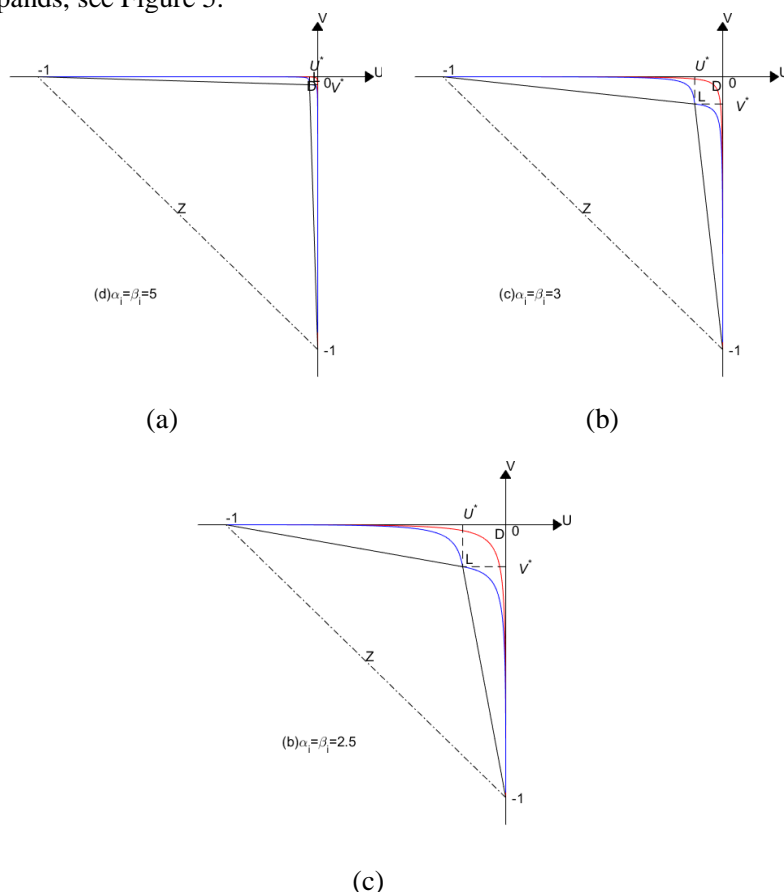 pands, see Figure 5.
V
U*
-1
0
U
D
V*
Z
(d)αi=βi=5
-1
(a)
V
U*
-1
0
U
D
L
V*
Z
(c)αi=βi=3
-1
(b)
V
U*
-1
0
U
D
L
V*
Z
(b)αi=βi=2.5
-1
(c)